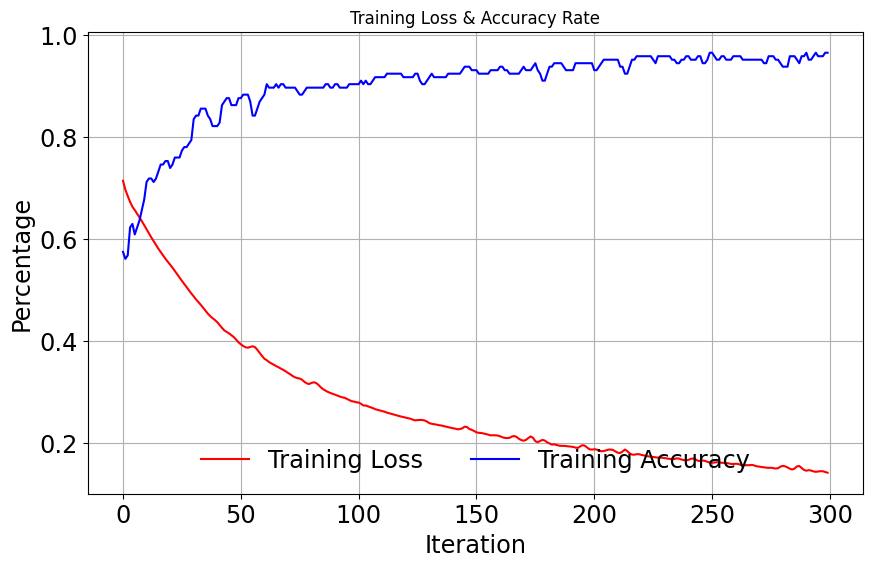 Training Loss & Accuracy Rate
1.0
0.8
0.6
0.4
0.2
Percentage
Training Loss
Training Accuracy
0 50 100 150 200 250 300
Iteration